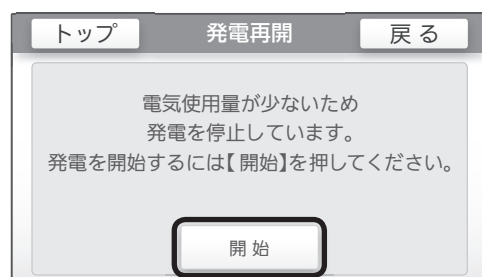 トップ 発電再開 戻る
電気使用量が少ないため
発電を停止しています。
発電を開始するには【開始】を押してください。
開始